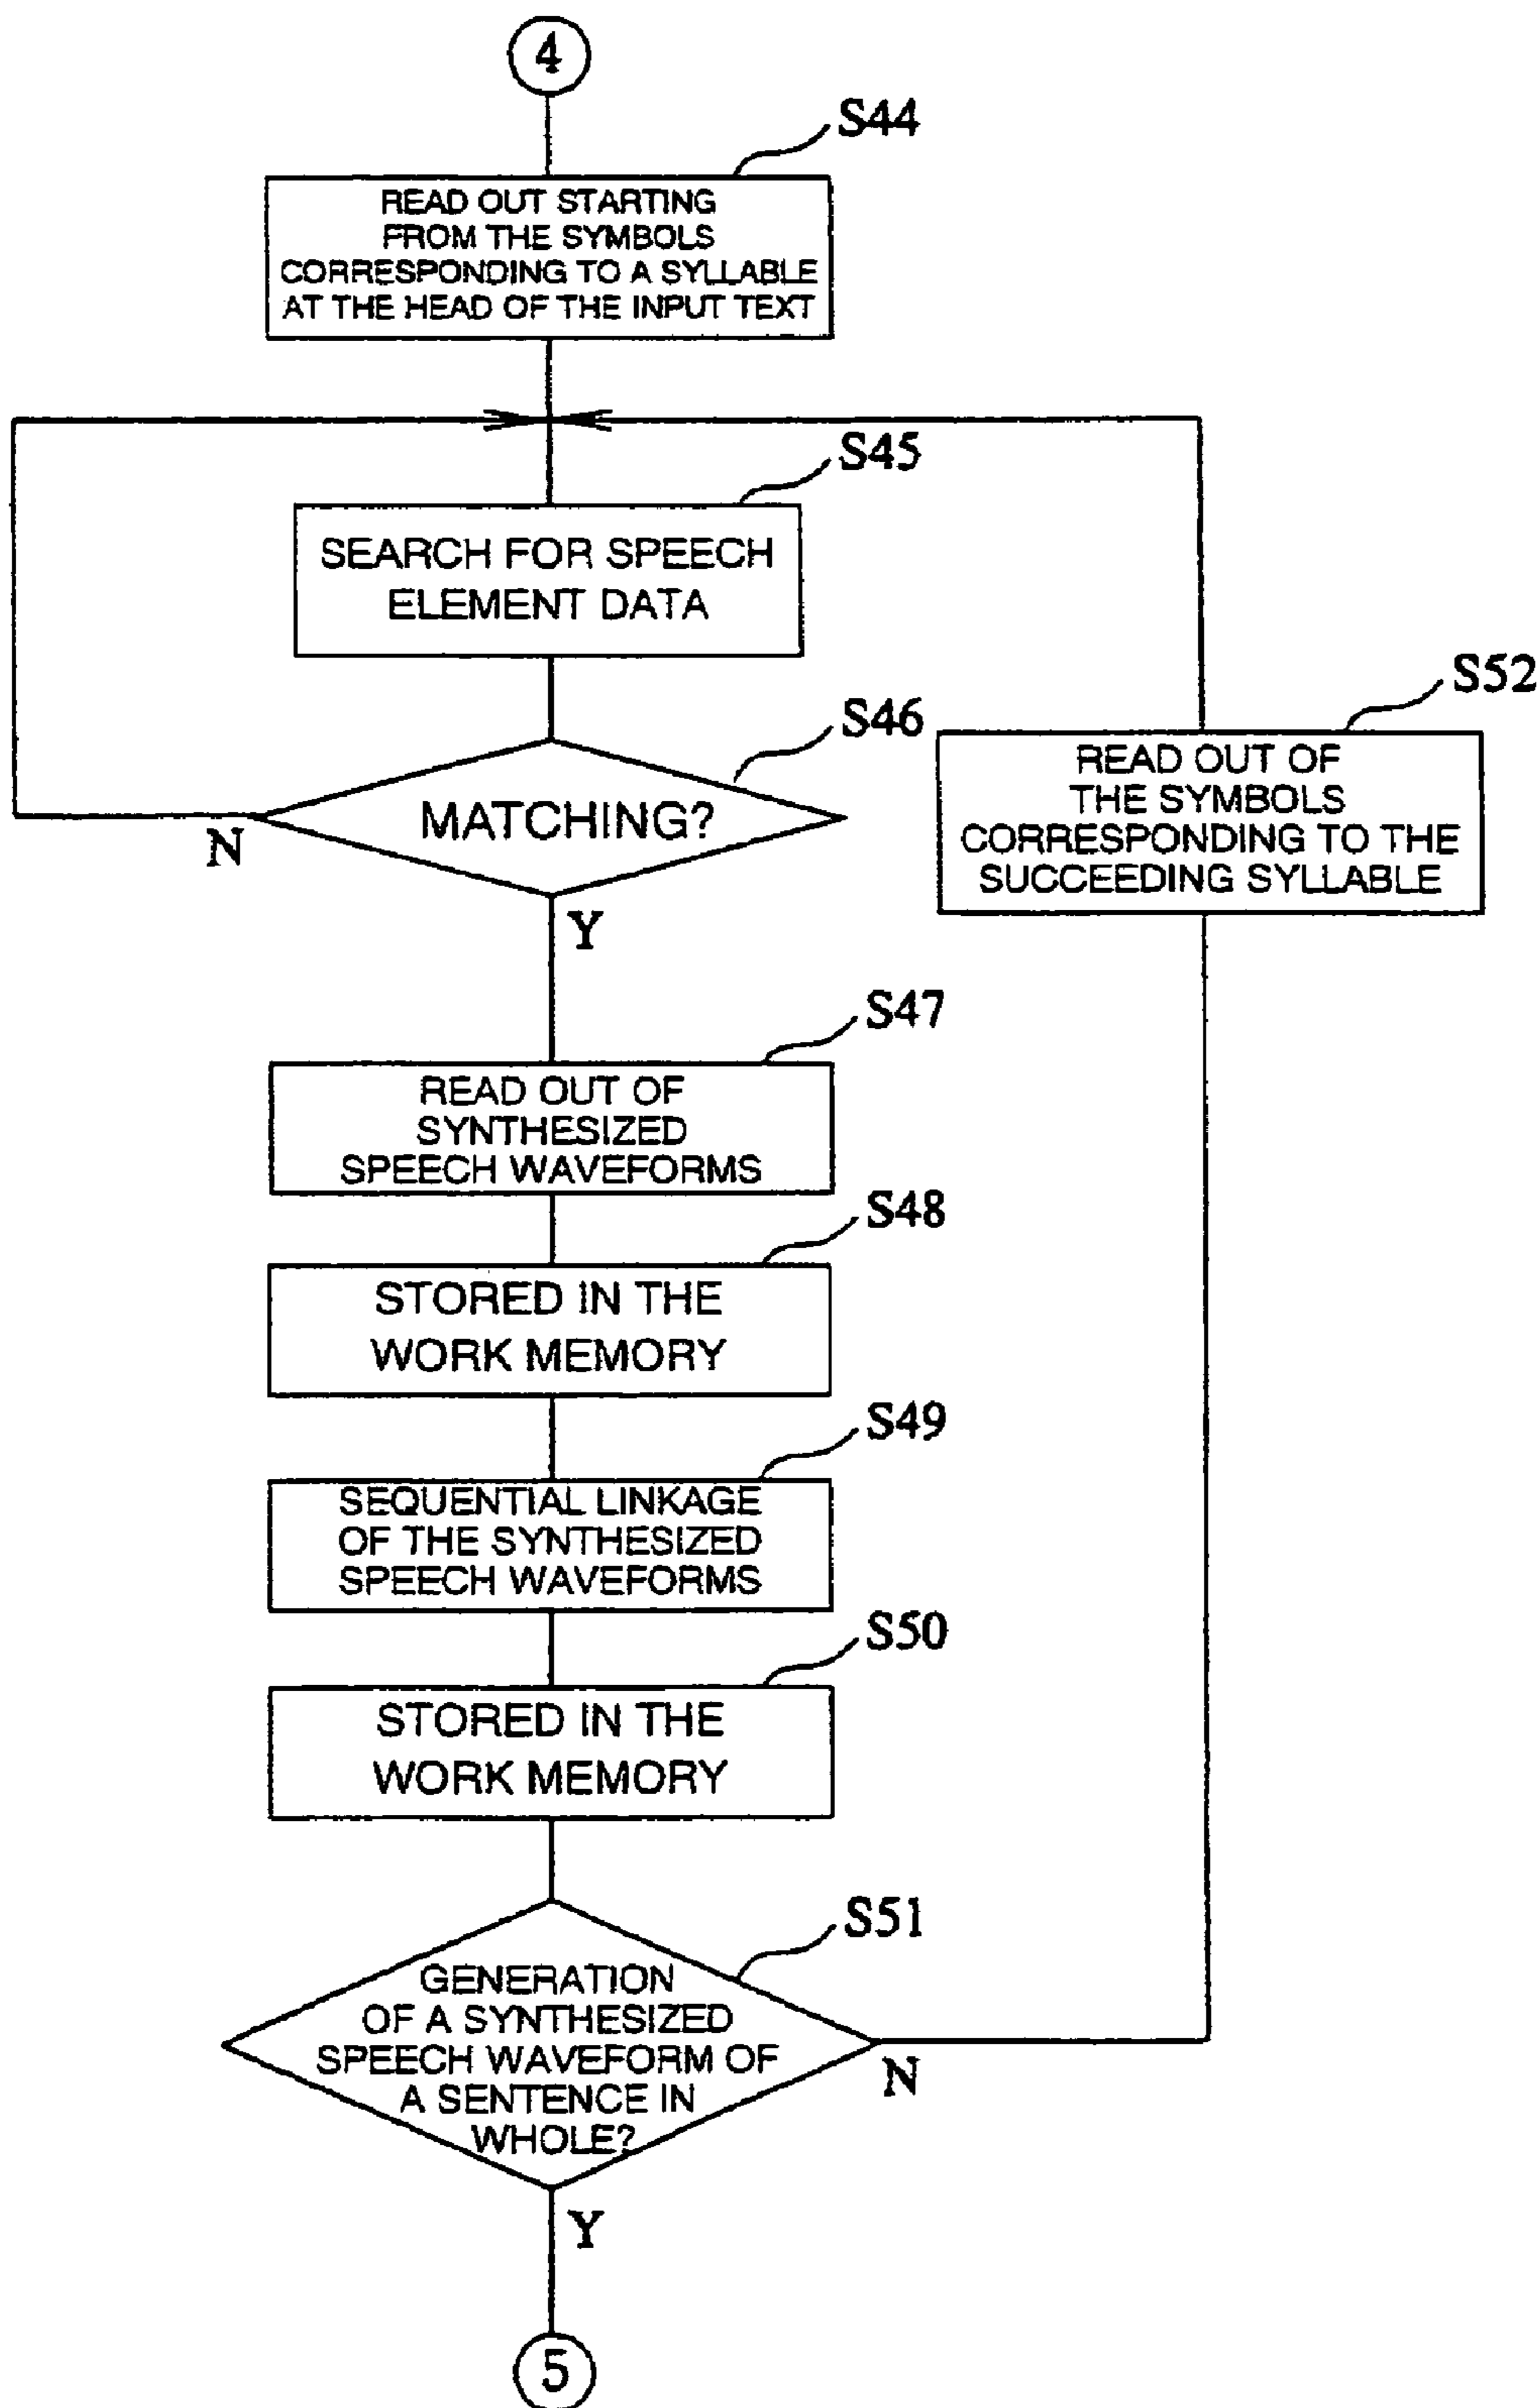 4
S44
READ OUT STARTING
FROM THE SYMBOLS
CORRESPONDING TO A SYLLABLE
AT THE HEAD OF THE INPUT TEXT
S45
SEARCH FOR SPEECH
ELEMENT DATA
S46
MATCHING?
N
Y
S52
READ OUT OF
THE SYMBOLS
CORRESPONDING TO THE
SUCCEEDING SYLLABLE
S47
READ OUT OF
SYNTHESIZED
SPEECH WAVEFORMS
S48
STORED IN THE
WORK MEMORY
S49
SEQUENTIAL LINKAGE
OF THE SYNTHESIZED
SPEECH WAVEFORMS
S50
STORED IN THE
WORK MEMORY
S51
GENERATION
OF A SYNTHESIZED
SPEECH WAVEFORM OF
A SENTENCE IN
WHOLE?
N
Y
5